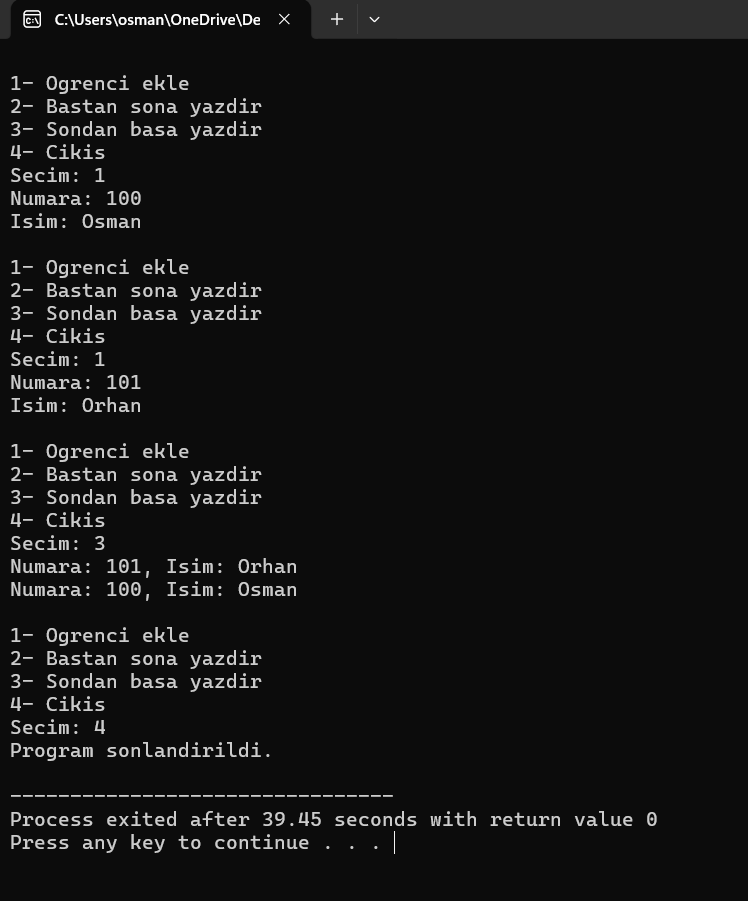 C:\Users\osman\OneDrive\De
1- Ogrenci ekle
2- Bastan sona yazdir
3- Sondan basa yazdir
4- Cikis
Secim: 1
Numara: 100
Isim: Osman
1- Ogrenci ekle
2- Bastan sona yazdir
3- Sondan basa yazdir
4- Cikis
Secim: 1
Numara: 101
Isim: Orhan
1- Ogrenci ekle
2- Bastan sona yazdir
3- Sondan basa yazdir
4- Cikis
Secim: 3
Numara: 101, Isim: Orhan
Numara: 100, Isim: Osman
1- Ogrenci ekle
2- Bastan sona yazdir
3- Sondan basa yazdir
4- Cikis
Secim: 4
Program sonlandirildi.
--------------------------------
Process exited after 39.45 seconds with return value 0
Press any key to continue . . .